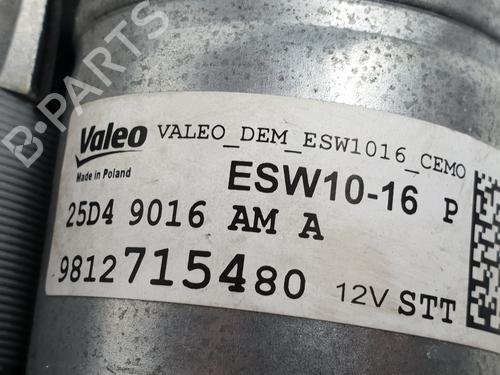 B-PARTS
Valeo VALEO_DEM_ESW1016_CEMO
Made in Poland
ESW10-16 P
25D4 9016 AM A
9812715480 12V STT